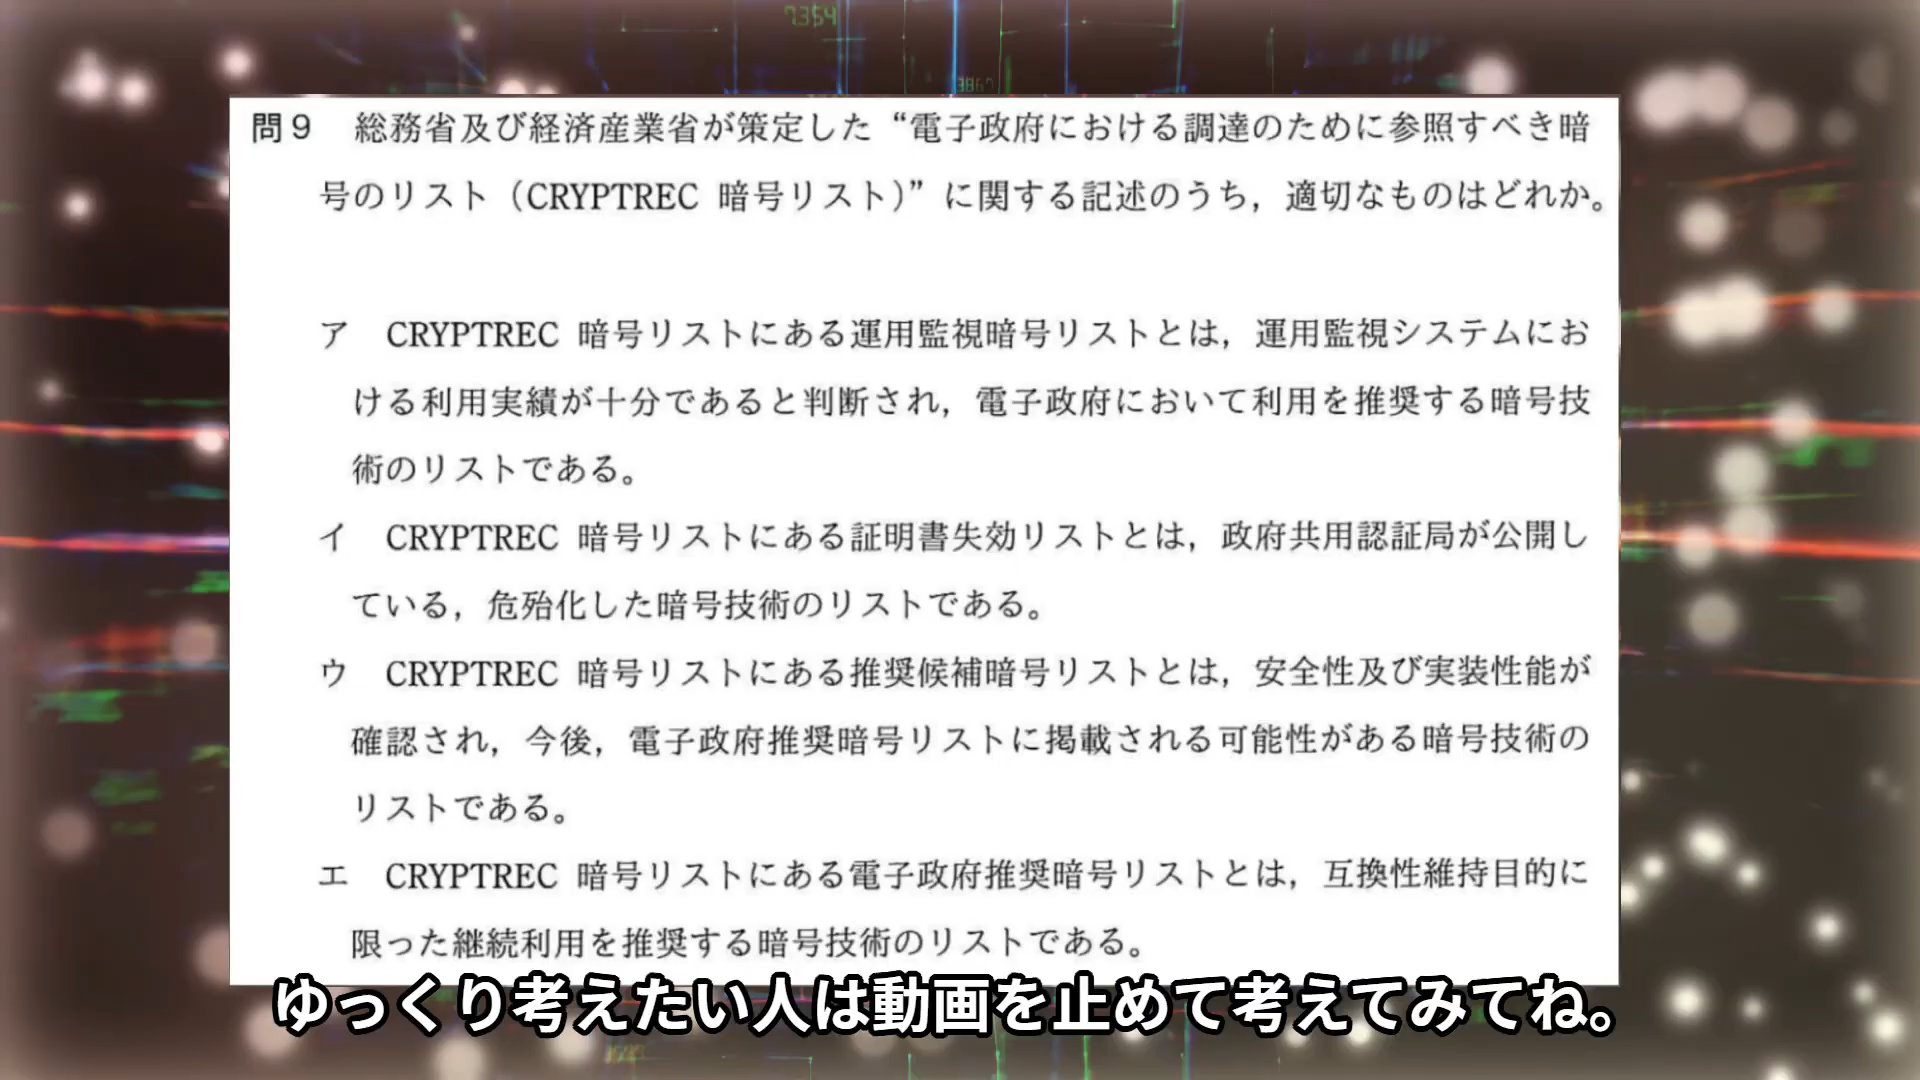 7.354
386
問９　総務省及び経済産業省が策定した“電子政府における調達のために参照すべき暗
号のリスト（CRYPTREC 暗号リスト）”に関する記述のうち，適切なものはどれか。
ア　CRYPTREC 暗号リストにある運用監視暗号リストとは，運用監視システムにお
ける利用実績が十分であると判断され，電子政府において利用を推奨する暗号技
術のリストである。
イ　CRYPTREC 暗号リストにある証明書失効リストとは，政府共用認証局が公開し
ている，危殆化した暗号技術のリストである。
ウ　CRYPTREC 暗号リストにある推奨候補暗号リストとは，安全性及び実装性能が
確認され，今後，電子政府推奨暗号リストに掲載される可能性がある暗号技術の
リストである。
エ　CRYPTREC 暗号リストにある電子政府推奨暗号リストとは，互換性維持目的に
限った継続利用を推奨する暗号技術のリストである。
ゆっくり考えたい人は動画を止めて考えてみてね。